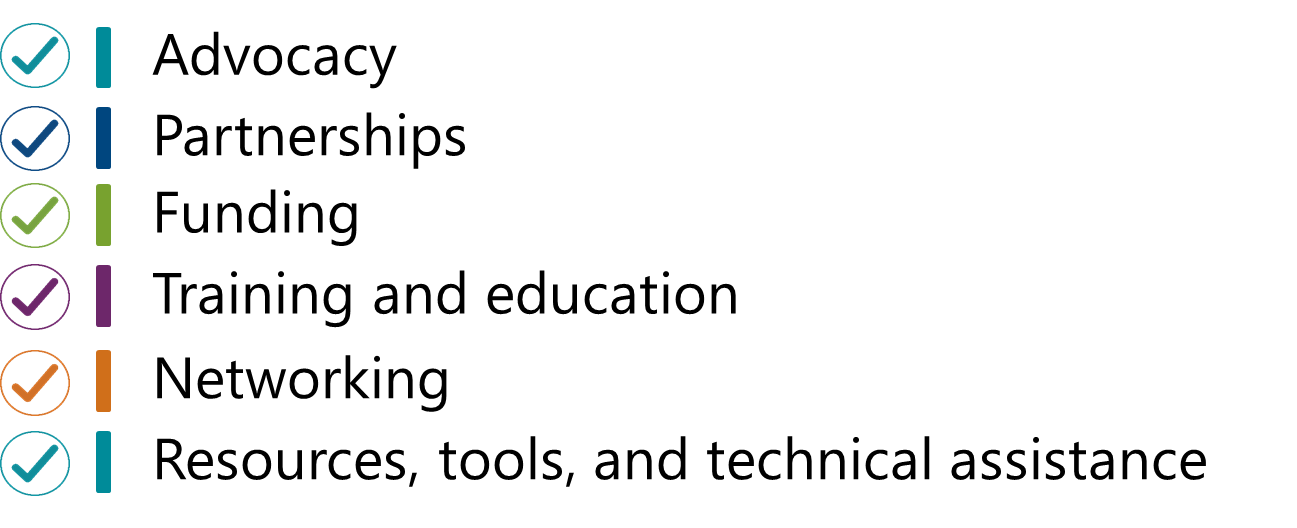 Advocacy
Partnerships
Funding
Training and education
Networking
Resources, tools, and technical assistance